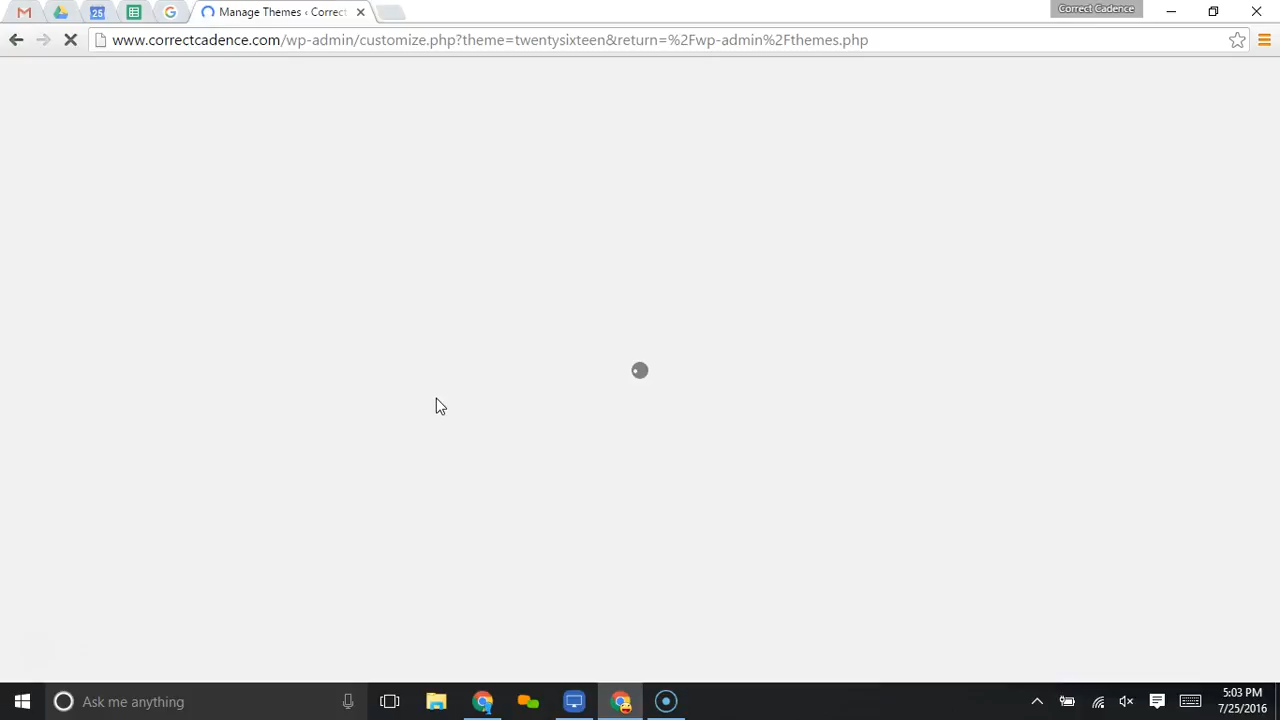 25
Manage Themes ‹ Correct
Correct Cadence
www.correctcadence.com/wp-admin/customize.php?theme=twentysixteen&return=%2Fwp-admin%2Fthemes.php
Ask me anything
5:03 PM
7/25/2016